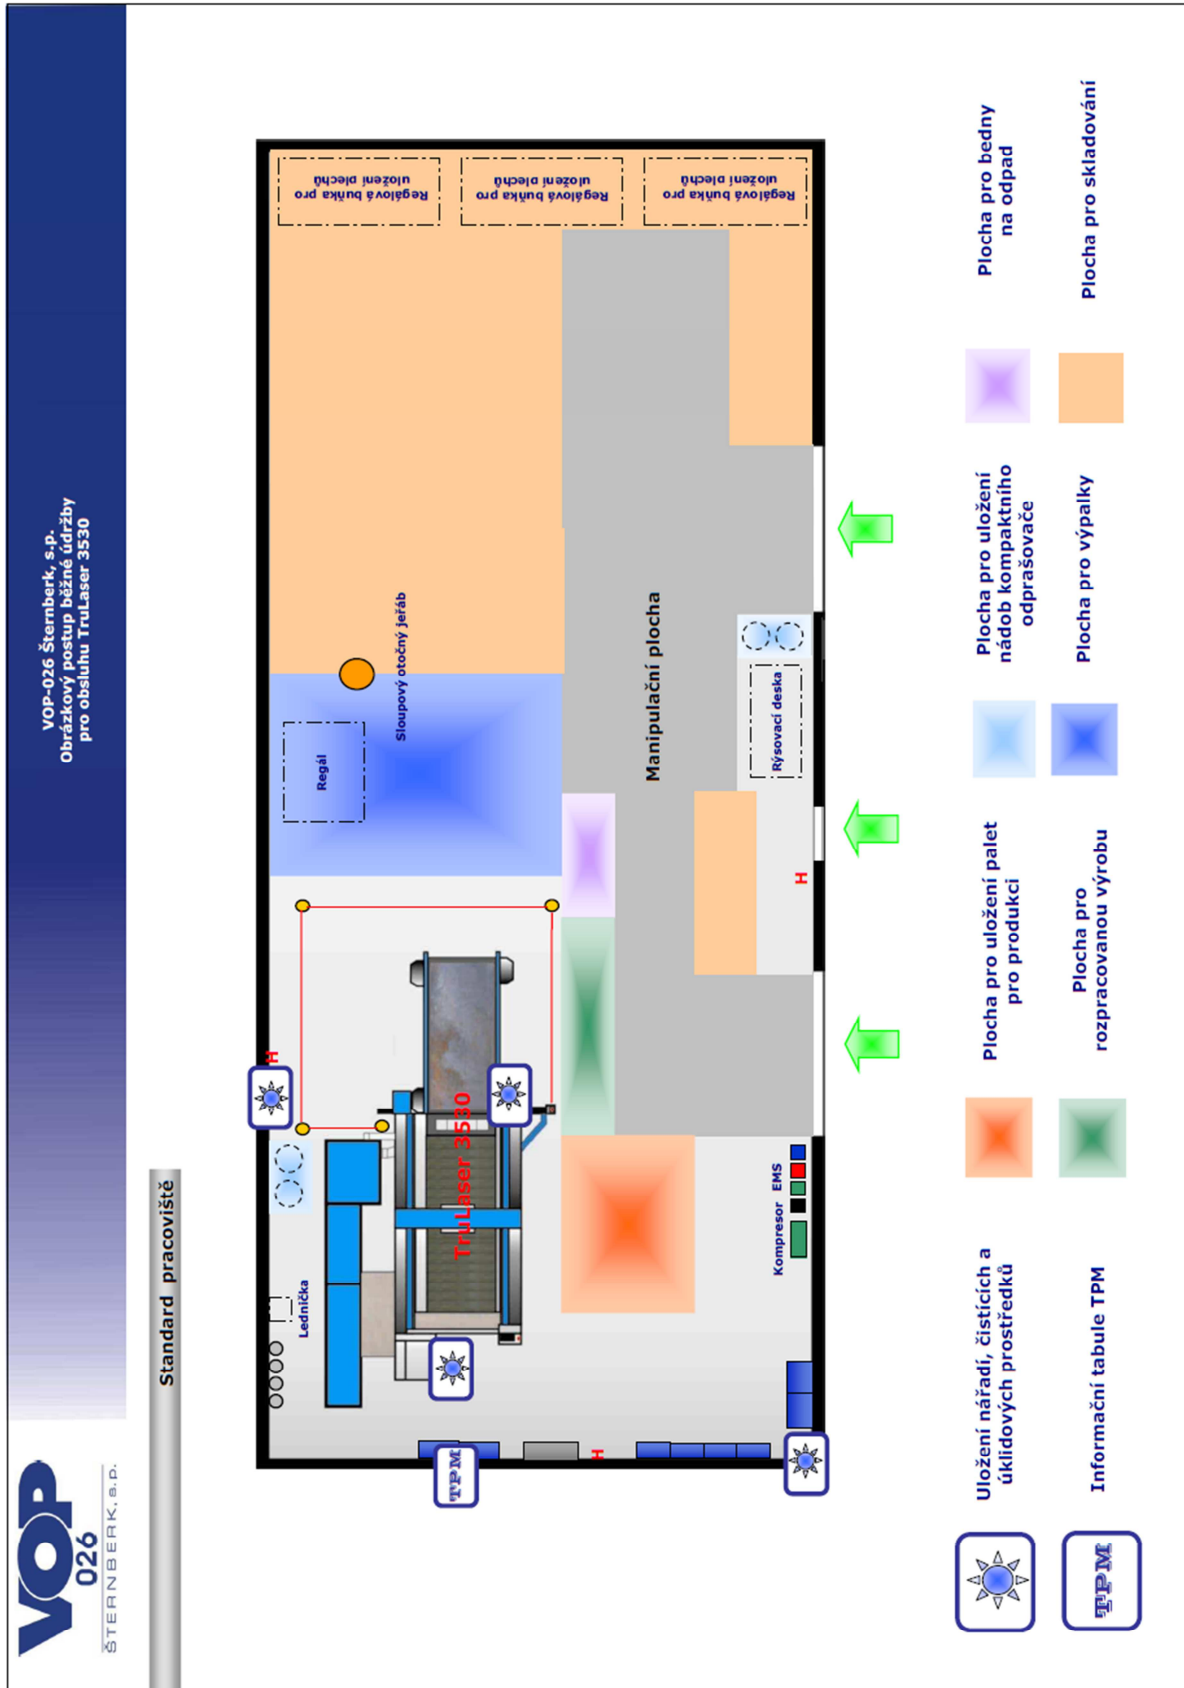 VOP
026
ŠTERNBERK, s.p.
VOP-026 Šternberk, s.p.
Obrázkový postup běžné údržby
pro obsluhu TruLaser 3530
Standard pracoviště
Lednička
TruLaser 3530
H
Regál
Sloupový otočný jeřáb
Regálová buňka pro
uložení plechů
Regálová buňka pro
uložení plechů
Regálová buňka pro
uložení plechů
TPM
H
Manipulační plocha
Kompresor EMS
H
Rýsovací deska
Uložení nářadí, čistících a
úklidových prostředků
Plocha pro uložení palet
pro produkci
Plocha pro uložení
nádob kompaktního
odprašovače
Plocha pro bedny
na odpad
TPM
Informační tabule TPM
Plocha pro
rozpracovanou výrobu
Plocha pro výpalky
Plocha pro skladování